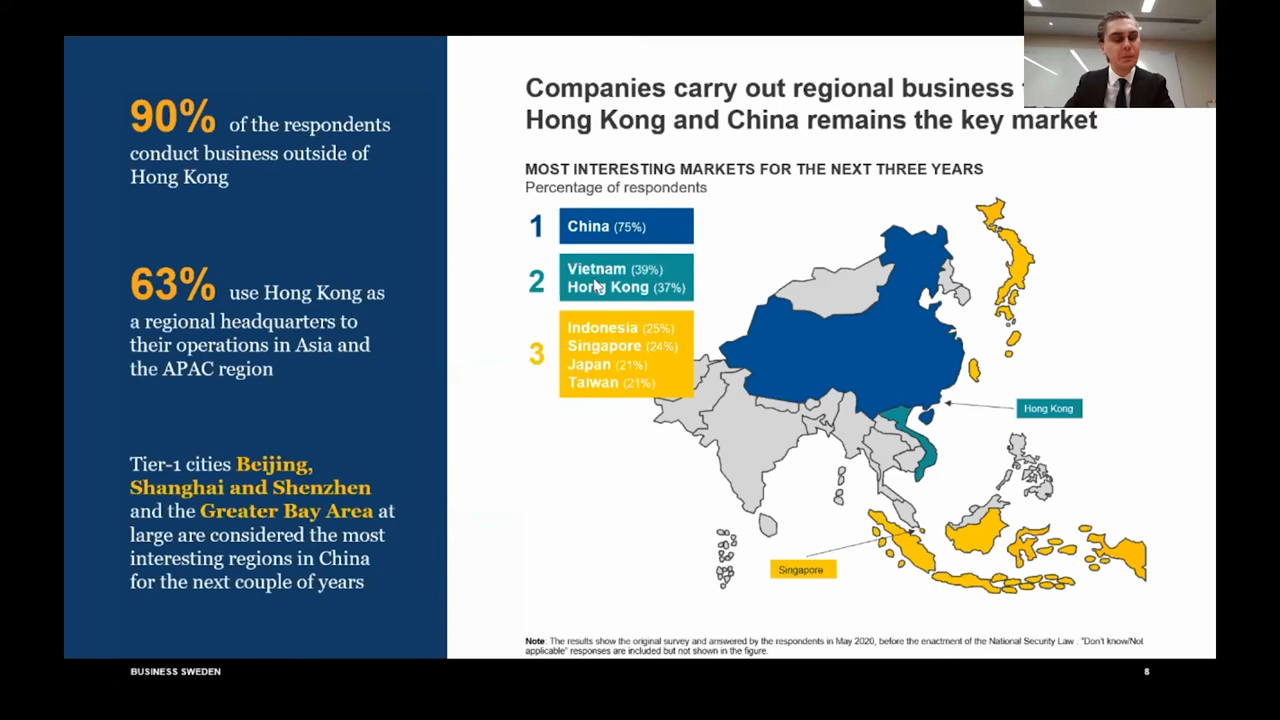 90% of the respondents
conduct business outside of
Hong Kong
63% use Hong Kong as
a regional headquarters to
their operations in Asia and
the APAC region
Tier-1 cities Beijing,
Shanghai and Shenzhen
and the Greater Bay Area at
large are considered the most
interesting regions in China
for the next couple of years
Companies carry out regional business
Hong Kong and China remains the key market
MOST INTERESTING MARKETS FOR THE NEXT THREE YEARS
Percentage of respondents
1 China (75%)
2 Vietnam (39%)
Hong Kong (37%)
3 Indonesia (25%)
Singapore (24%)
Japan (21%)
Taiwan (21%)
Hong Kong
Singapore
Note: The results show the original survey and answered by the respondents in May 2020, before the enactment of the National Security Law . "Don't know/Not
applicable" responses are included but not shown in the figure.
BUSINESS SWEDEN
8